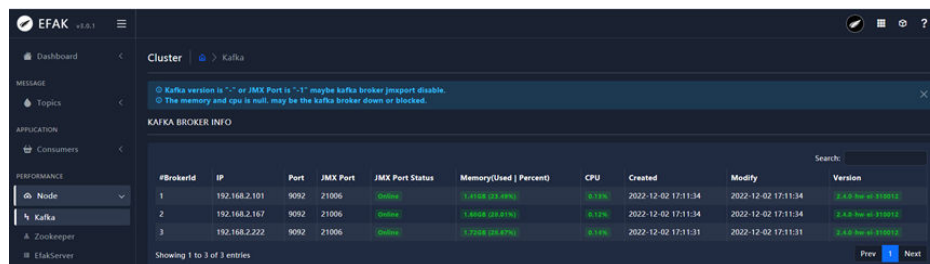 EFAK v3.0.1
?
Dashboard
MESSAGE
Topics
APPLICATION
Consumers
PERFORMANCE
Node
Kafka
Zookeeper
EfakServer
Cluster > Kafka
Kafka version is "-" or JMX Port is "-1" maybe kafka broker jmxport disable.
The memory and cpu is null, may be the kafka broker down or blocked.
KAFKA BROKER INFO
Search:
#BrokerId IP Port JMX Port JMX Port Status Memory(Used | Percent) CPU Created Modify Version
1 192.168.2.101 9092 21006 Online 1.41GB (23.49%) 0.13% 2022-12-02 17:11:34 2022-12-02 17:11:34 2.4.0-hw-ei-310012
2 192.168.2.167 9092 21006 Online 0.12% 2022-12-02 17:11:34 2022-12-02 17:11:34 2.4.0-hw-ei-310012
3 192.168.2.222 9092 21006 Online 1.72GB (28.67%) 0.14% 2022-12-02 17:11:31 2022-12-02 17:11:31 2.4.0-hw-ei-310012
Showing 1 to 3 of 3 entries
Prev 1 Next